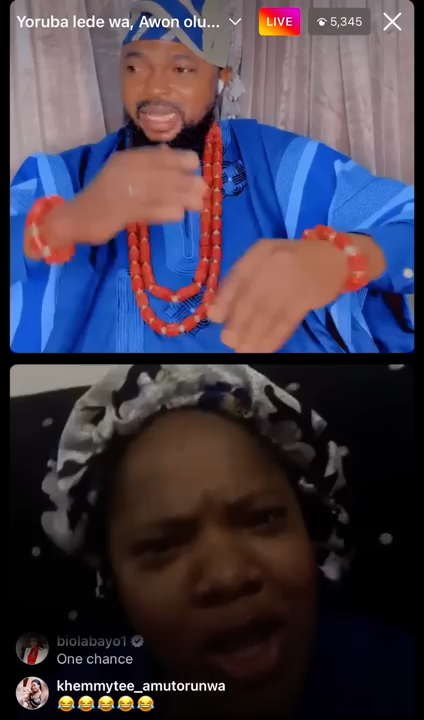 Yoruba lede wa, Awon olu...
LIVE
5,345
biolabayo1
One chance
khemmytee_amutorunwa
😂😂😂😂😂